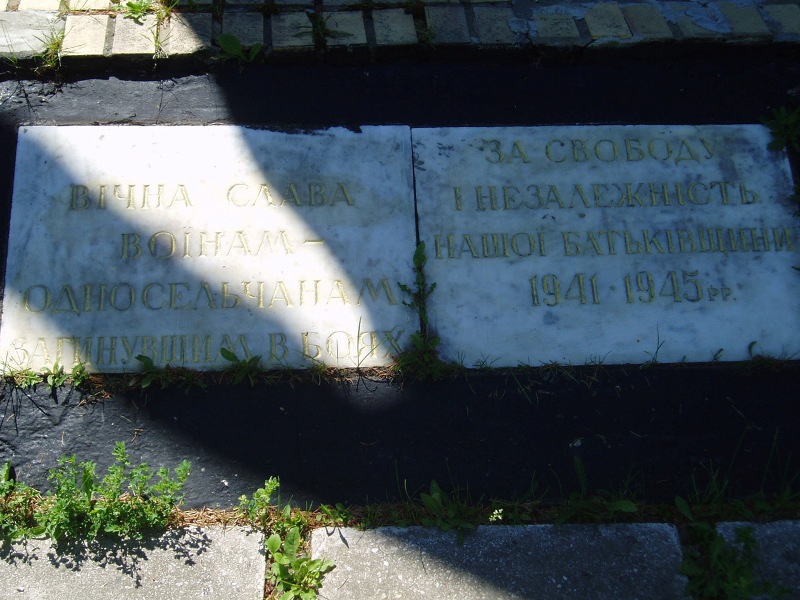 ВІЧНА СЛАВА
ВОЇНАМ –
ОДНОСЕЛЬЧАНАМ
ЗАГИНУВШИМ В БОЯХ
ЗА СВОБОДУ
І НЕЗАЛЕЖНІСТЬ
НАШОЇ БАТЬКІВЩИНИ
1941 1945 рр.